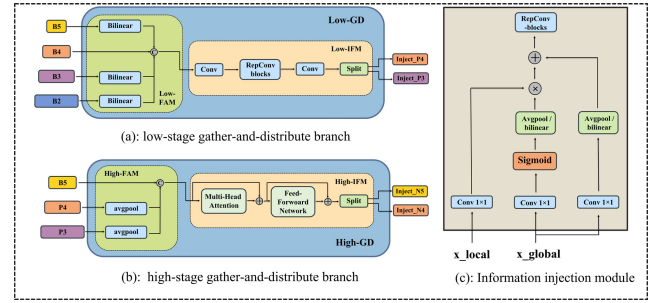 Low-GD
B5
Bilinear
B4
C
Low-IFM
Conv
RepConv
blocks
Conv
Split
Inject_P4
Inject_P3
B3
Bilinear
Low-
FAM
B2
Bilinear
(a): low-stage gather-and-distribute branch
High-FAM
High-IFM
B5
C
P4
avgpool
P3
avgpool
Multi-Head
Attention
Feed-
Forwoard
Network
Split
Inject_N5
Inject_N4
High-GD
(b): high-stage gather-and-distribute branch
RepConv
-blocks
+
×
Avgpool /
bilinear
Avgpool /
bilinear
Sigmoid
Conv 1×1
Conv 1×1
Conv 1×1
x_local
x_global
(c): Information injection module